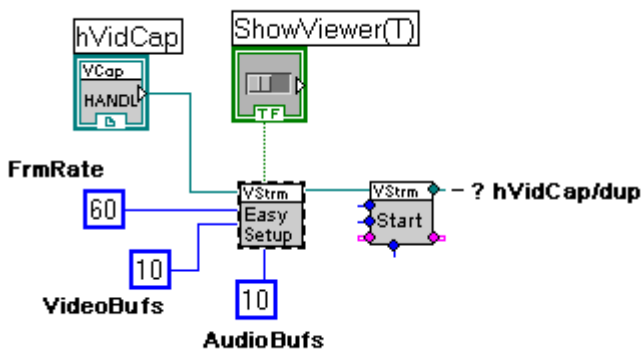 hVidCap
ShowViewer(T)
VCap
HANDL
TF
FrmRate
60
VStrm
Easy
Setup
VStrm
Start
? hVidCap/dup
10
VideoBufs
10
AudioBufs